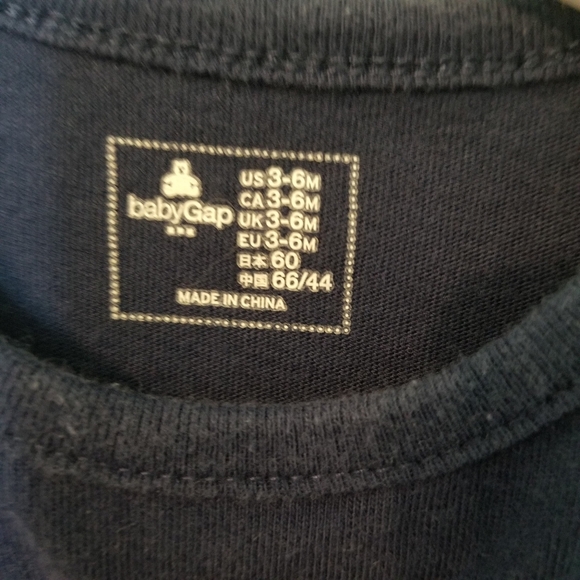 babyGap
US 3-6M
CA 3-6M
UK 3-6M
EU 3-6M
日本 60
中国 66/44
MADE IN CHINA